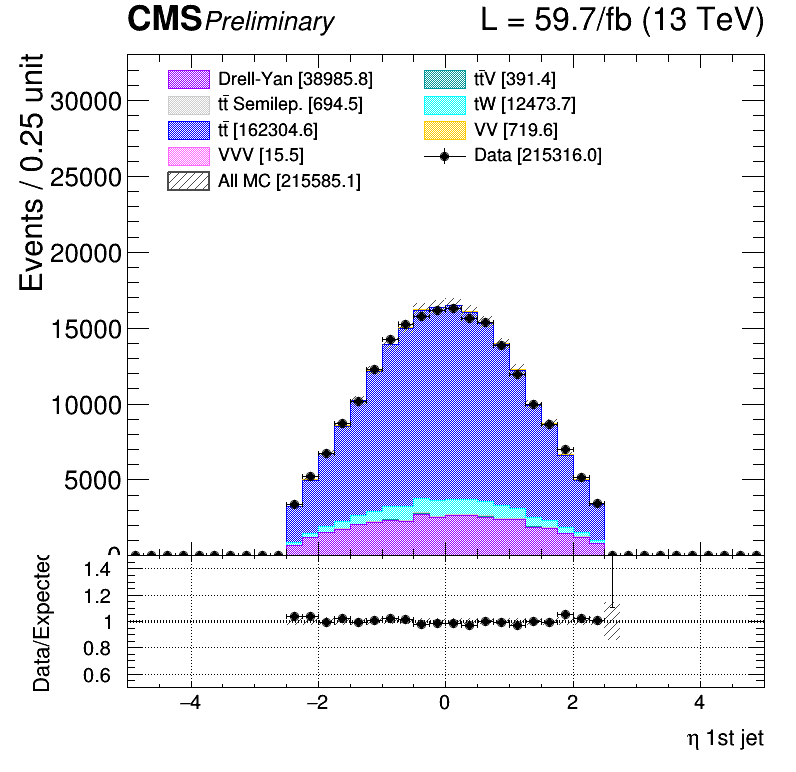 CMS Preliminary L = 59.7/fb (13 TeV)
Events / 0.25 unit
30000
25000
20000
15000
10000
5000
0
Drell-Yan [38985.8]
tt̄ Semilep. [694.5]
tt̄ [162304.6]
VVV [15.5]
All MC [215585.1]
tt̄V [391.4]
tW [12473.7]
VV [719.6]
Data [215316.0]
Data/Expected
1.4
1.2
1
0.8
0.6
−4 −2 0 2 4
η 1st jet